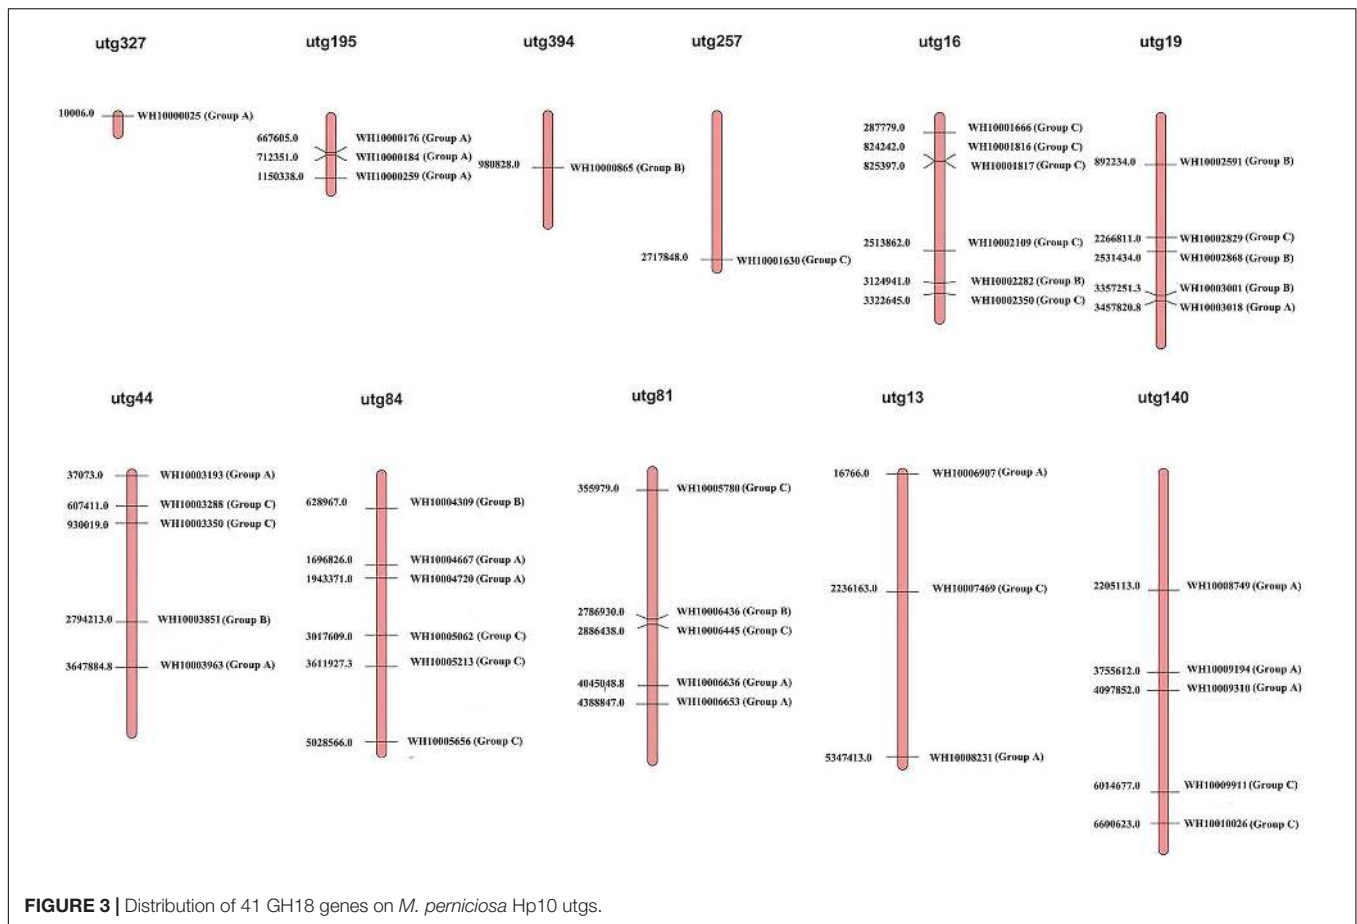 utg327
utg195
utg394
utg257
utg16
utg19
10006.0 WH10000025 (Group A)
667605.0 WH10000176 (Group A)
712351.0 WH10000184 (Group A)
1150338.0 WH10000259 (Group A)
980828.0 WH10000865 (Group B)
2717848.0 WH10001630 (Group C)
287779.0 WH10001666 (Group C)
824242.0 WH10001816 (Group C)
825397.0 WH10001817 (Group C)
2513862.0 WH10002109 (Group C)
3124941.0 WH10002282 (Group B)
3322645.0 WH10002350 (Group C)
892234.0 WH10002591 (Group B)
2266811.0 WH10002829 (Group C)
2531434.0 WH10002868 (Group B)
3357251.3 WH10003001 (Group B)
3457820.8 WH10003018 (Group A)
utg44
utg84
utg81
utg13
utg140
37073.0 WH10003193 (Group A)
607411.0 WH10003288 (Group C)
930019.0 WH10003350 (Group C)
2794213.0 WH10003851 (Group B)
3647884.8 WH10003963 (Group A)
628967.0 WH10004309 (Group B)
1696826.0 WH10004667 (Group A)
1943371.0 WH10004720 (Group A)
3017609.0 WH10005062 (Group C)
3611927.3 WH10005213 (Group C)
5028566.0 WH10005656 (Group C)
355979.0 WH10005780 (Group C)
2786930.0 WH10006436 (Group B)
2886438.0 WH10006445 (Group C)
4045048.8 WH10006636 (Group A)
4388847.0 WH10006653 (Group A)
16766.0 WH10006907 (Group A)
2236163.0 WH10007469 (Group C)
5347413.0 WH10008231 (Group A)
2205113.0 WH10008749 (Group A)
3755612.0 WH10009194 (Group A)
4097852.0 WH10009310 (Group A)
6014677.0 WH10009911 (Group C)
6600623.0 WH10010026 (Group C)
FIGURE 3 | Distribution of 41 GH18 genes on M. perniciosa Hp10 utgs.